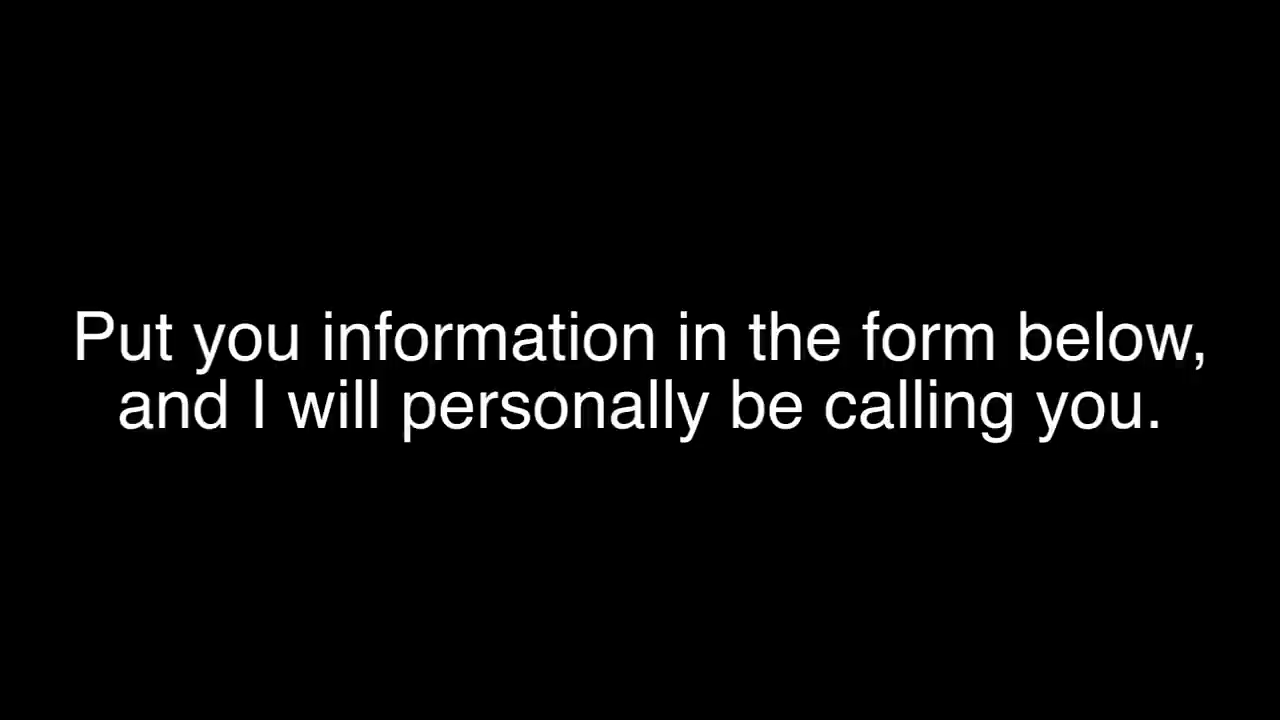 Put you information in the form below,
and I will personally be calling you.